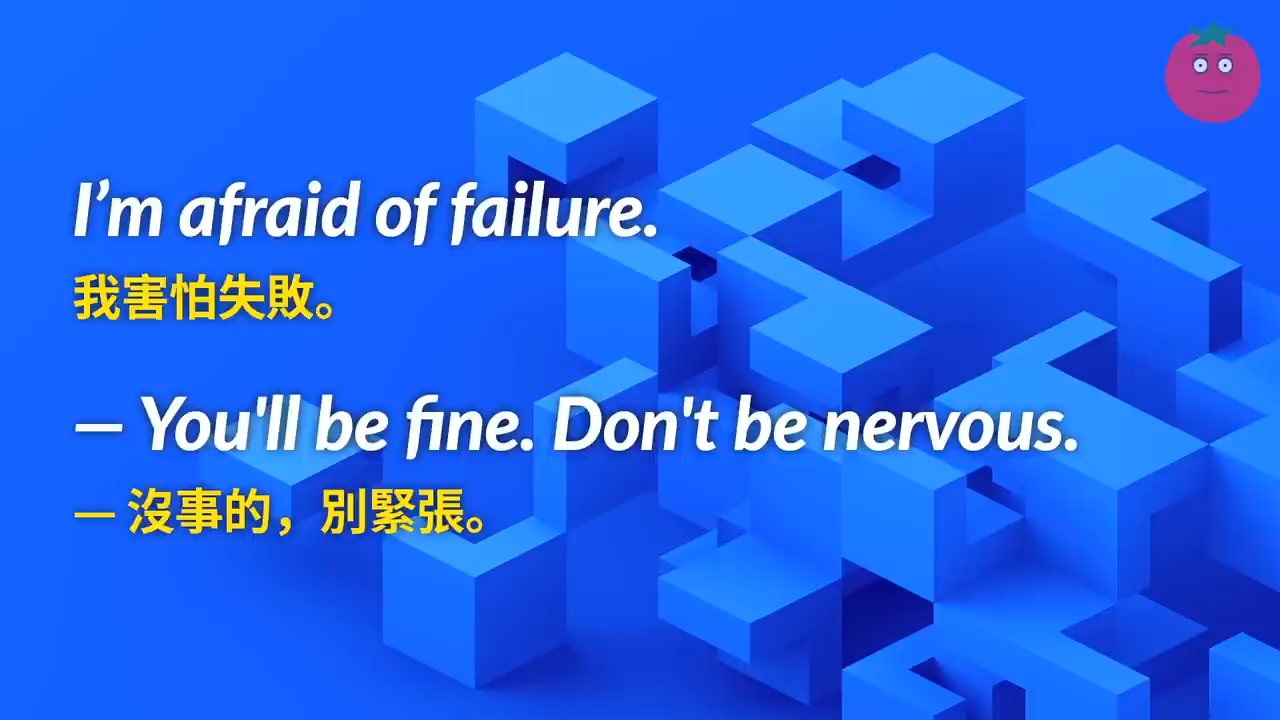 I’m afraid of failure.
我害怕失敗。
— You'll be fine. Don't be nervous.
— 沒事的，別緊張。